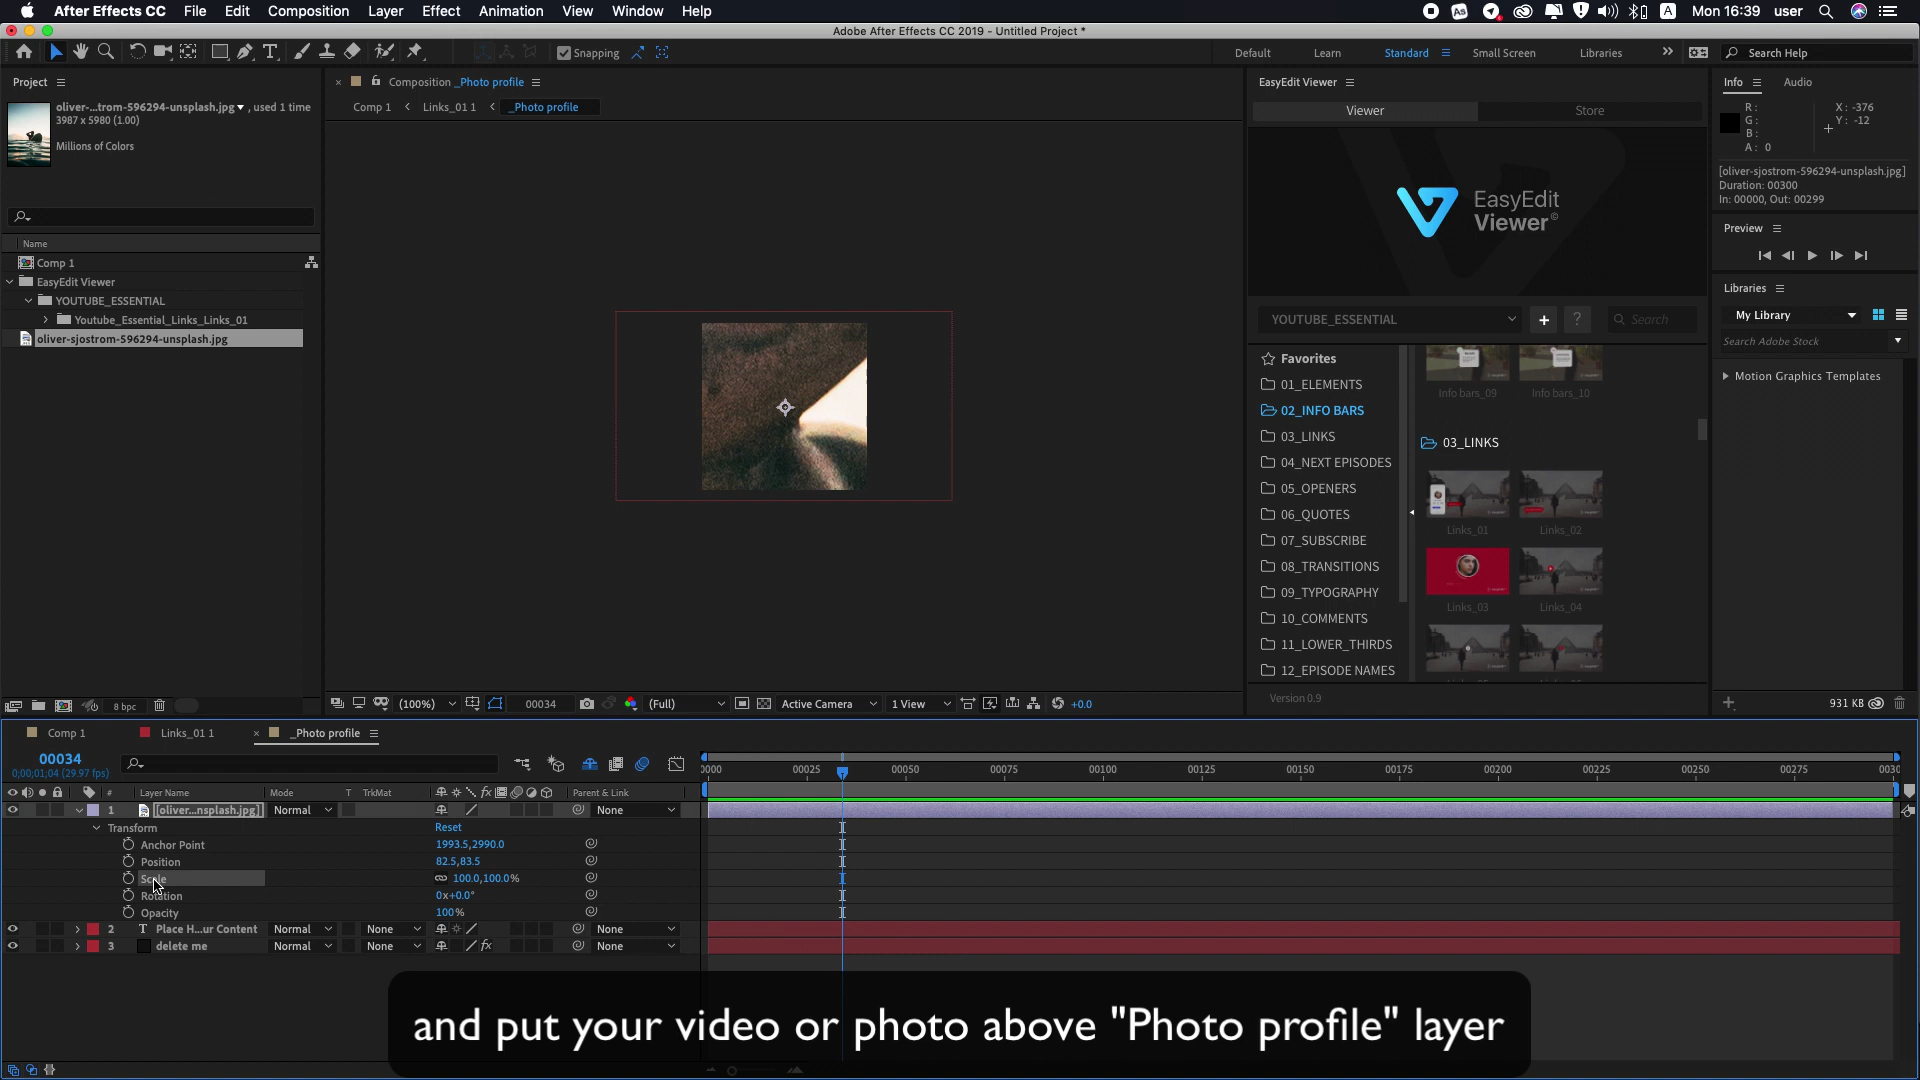 After Effects CC File Edit Composition Layer Effect Animation View Window Help
Mon 16:39 user
Adobe After Effects CC 2019 - Untitled Project *
Snapping
Default Learn Standard Small Screen Libraries
Search Help
Project
oliver-...trom-596294-unsplash.jpg , used 1 time
3987 x 5980 (1.00)
Millions of Colors
Name
Comp 1
EasyEdit Viewer
YOUTUBE_ESSENTIAL
Youtube_Essential_Links_Links_01
oliver-sjostrom-596294-unsplash.jpg
8 bpc
Composition _Photo profile
Comp 1 Links_01 1 _Photo profile
(100%) 00034 (Full) Active Camera 1 View +0.0
EasyEdit Viewer
Viewer Store
EasyEdit
Viewer
YOUTUBE_ESSENTIAL + ? Search
Favorites
01_ELEMENTS
02_INFO BARS
03_LINKS
04_NEXT EPISODES
05_OPENERS
06_QUOTES
07_SUBSCRIBE
08_TRANSITIONS
09_TYPOGRAPHY
10_COMMENTS
11_LOWER_THIRDS
12_EPISODE NAMES
Info bars_09 Info bars_10
03_LINKS
Links_01 Links_02
Links_03 Links_04
Version 0.9
Info Audio
R :
G :
B :
A : 0
X : -376
Y : -12
[oliver-sjostrom-596294-unsplash.jpg]
Duration: 00300
In: 00000, Out: 00299
Preview
Libraries
My Library
Search Adobe Stock
Motion Graphics Templates
931 KB
Comp 1 Links_01 1 _Photo profile
00034
0;00;01;04 (29.97 fps)
0000 00025 00050 00075 00100 00125 00150 00175 00200 00225 00250 00275 0030
# Layer Name Mode T TrkMat Parent & Link
1 [oliver...nsplash.jpg] Normal None
Transform Reset
Anchor Point 1993.5,2990.0
Position 82.5,83.5
Scale 100.0,100.0%
Rotation 0x+0.0°
Opacity 100%
2 T Place H...ur Content Normal None None
3 delete me Normal None None
and put your video or photo above "Photo profile" layer